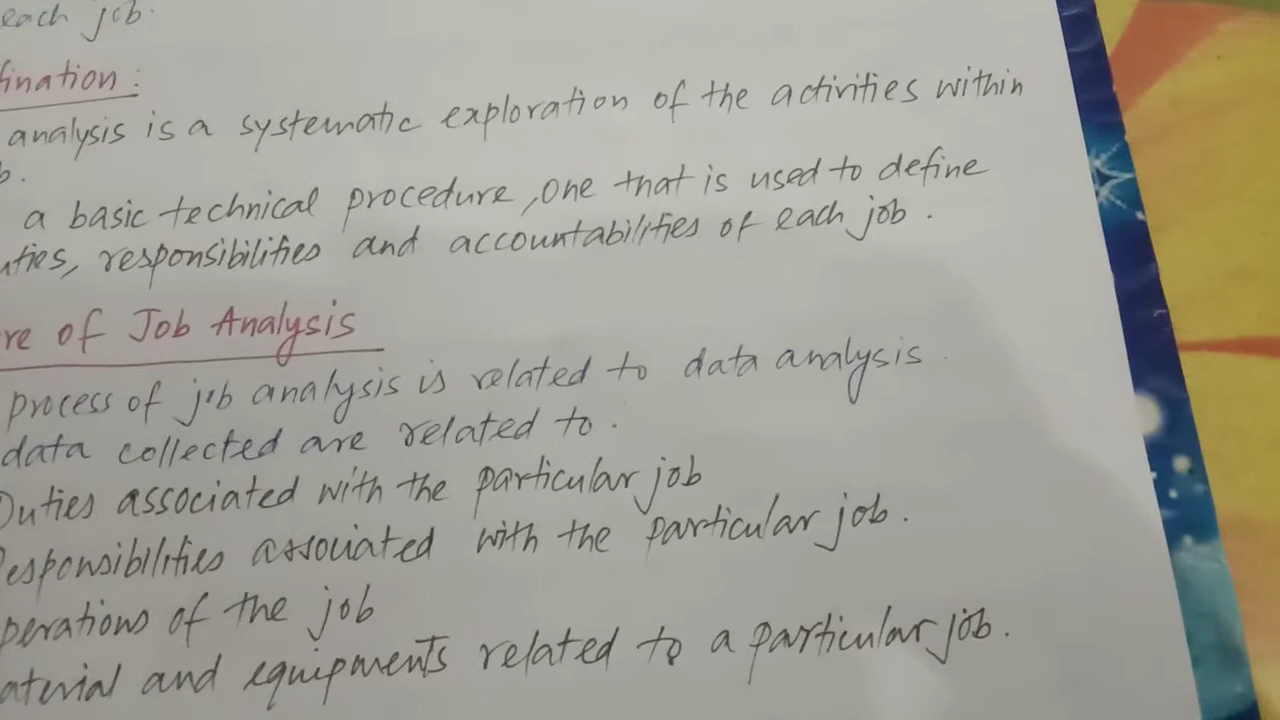 each job.
fination :
analysis is a systematic exploration of the activities within
b.
a basic technical procedure, one that is used to define
uties, responsibilities and accountabilities of each job.
re of Job Analysis
process of job analysis is related to data analysis
data collected are related to.
Duties associated with the particular job
Responsibilities associated with the particular job.
perations of the job
aterial and equipments related to a particular job.